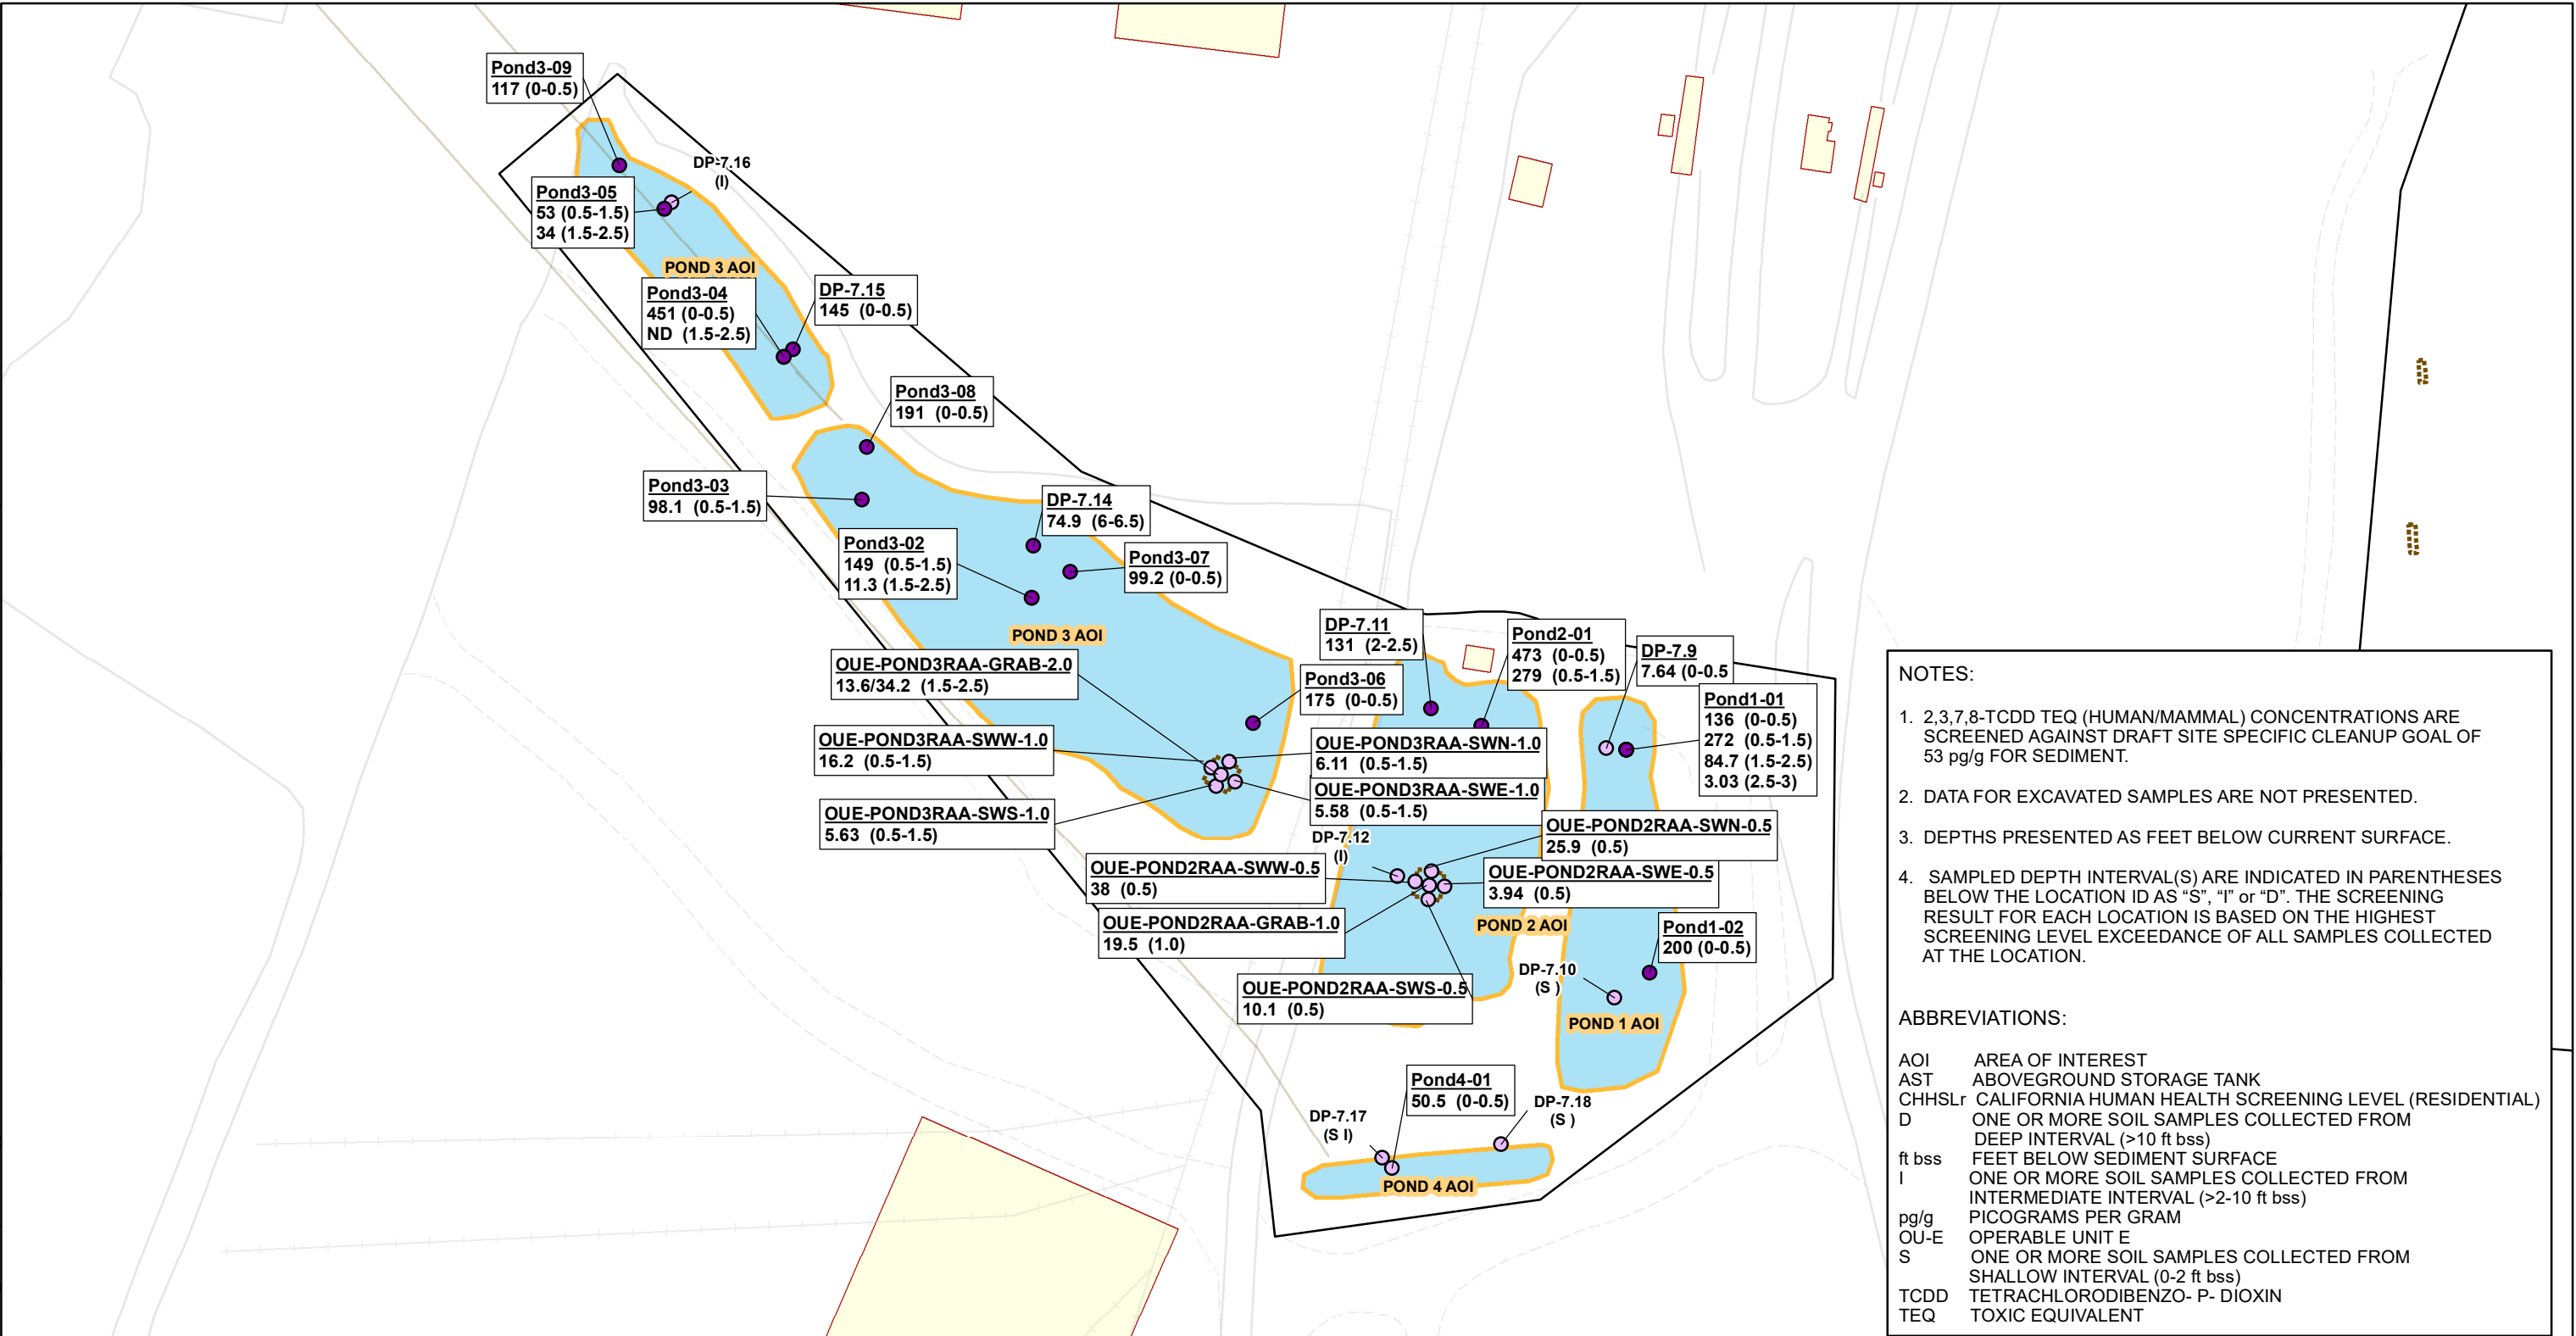 Pond3-09
117 (0-0.5)
DP-7.16
(I)
Pond3-05
53 (0.5-1.5)
34 (1.5-2.5)
POND 3 AOI
Pond3-04
451 (0-0.5)
ND (1.5-2.5)
DP-7.15
145 (0-0.5)
Pond3-08
191 (0-0.5)
Pond3-03
98.1 (0.5-1.5)
DP-7.14
74.9 (6-6.5)
Pond3-02
149 (0.5-1.5)
11.3 (1.5-2.5)
Pond3-07
99.2 (0-0.5)
POND 3 AOI
OUE-POND3RAA-GRAB-2.0
13.6/34.2 (1.5-2.5)
DP-7.11
131 (2-2.5)
Pond2-01
473 (0-0.5)
279 (0.5-1.5)
DP-7.9
7.64 (0-0.5
Pond3-06
175 (0-0.5)
Pond1-01
136 (0-0.5)
272 (0.5-1.5)
84.7 (1.5-2.5)
3.03 (2.5-3)
OUE-POND3RAA-SWW-1.0
16.2 (0.5-1.5)
OUE-POND3RAA-SWN-1.0
6.11 (0.5-1.5)
OUE-POND3RAA-SWE-1.0
5.58 (0.5-1.5)
OUE-POND3RAA-SWS-1.0
5.63 (0.5-1.5)
DP-7.12
(I)
OUE-POND2RAA-SWN-0.5
25.9 (0.5)
OUE-POND2RAA-SWW-0.5
38 (0.5)
OUE-POND2RAA-SWE-0.5
3.94 (0.5)
OUE-POND2RAA-GRAB-1.0
19.5 (1.0)
POND 2 AOI
Pond1-02
200 (0-0.5)
OUE-POND2RAA-SWS-0.5
10.1 (0.5)
DP-7.10
(S )
POND 1 AOI
Pond4-01
50.5 (0-0.5)
DP-7.17
(S I)
DP-7.18
(S )
POND 4 AOI
NOTES:
1. 2,3,7,8-TCDD TEQ (HUMAN/MAMMAL) CONCENTRATIONS ARE
SCREENED AGAINST DRAFT SITE SPECIFIC CLEANUP GOAL OF
53 pg/g FOR SEDIMENT.
2. DATA FOR EXCAVATED SAMPLES ARE NOT PRESENTED.
3. DEPTHS PRESENTED AS FEET BELOW CURRENT SURFACE.
4. SAMPLED DEPTH INTERVAL(S) ARE INDICATED IN PARENTHESES
BELOW THE LOCATION ID AS “S”, “I” or “D”. THE SCREENING
RESULT FOR EACH LOCATION IS BASED ON THE HIGHEST
SCREENING LEVEL EXCEEDANCE OF ALL SAMPLES COLLECTED
AT THE LOCATION.
ABBREVIATIONS:
AOI AREA OF INTEREST
AST ABOVEGROUND STORAGE TANK
CHHSLr CALIFORNIA HUMAN HEALTH SCREENING LEVEL (RESIDENTIAL)
D ONE OR MORE SOIL SAMPLES COLLECTED FROM
DEEP INTERVAL (>10 ft bss)
ft bss FEET BELOW SEDIMENT SURFACE
I ONE OR MORE SOIL SAMPLES COLLECTED FROM
INTERMEDIATE INTERVAL (>2-10 ft bss)
pg/g PICOGRAMS PER GRAM
OU-E OPERABLE UNIT E
S ONE OR MORE SOIL SAMPLES COLLECTED FROM
SHALLOW INTERVAL (0-2 ft bss)
TCDD TETRACHLORODIBENZO- P- DIOXIN
TEQ TOXIC EQUIVALENT